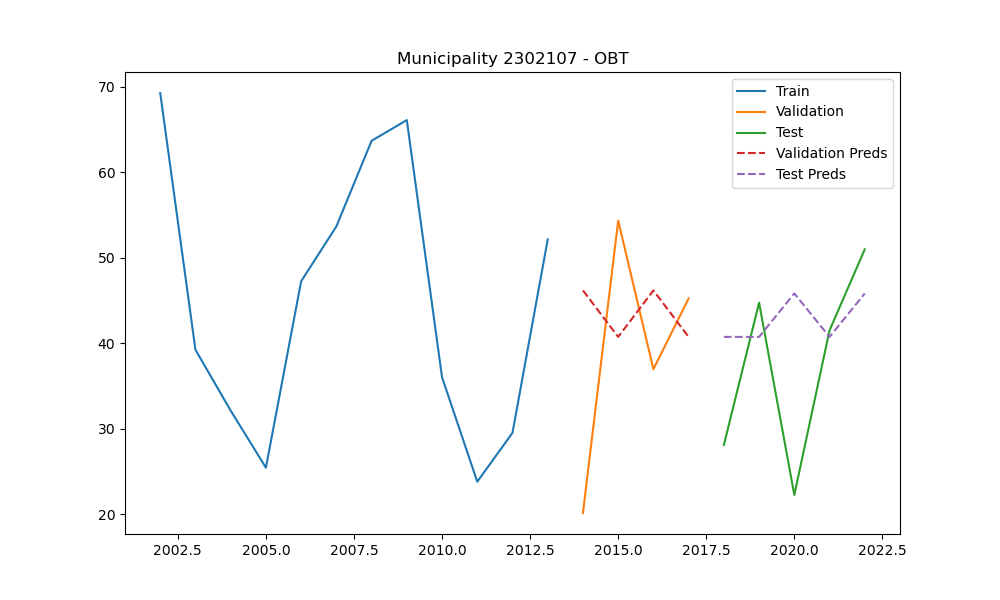 Municipality 2302107 - OBT
Train
Validation
Test
Validation Preds
Test Preds
70
60
50
40
30
20
2002.5 2005.0 2007.5 2010.0 2012.5 2015.0 2017.5 2020.0 2022.5